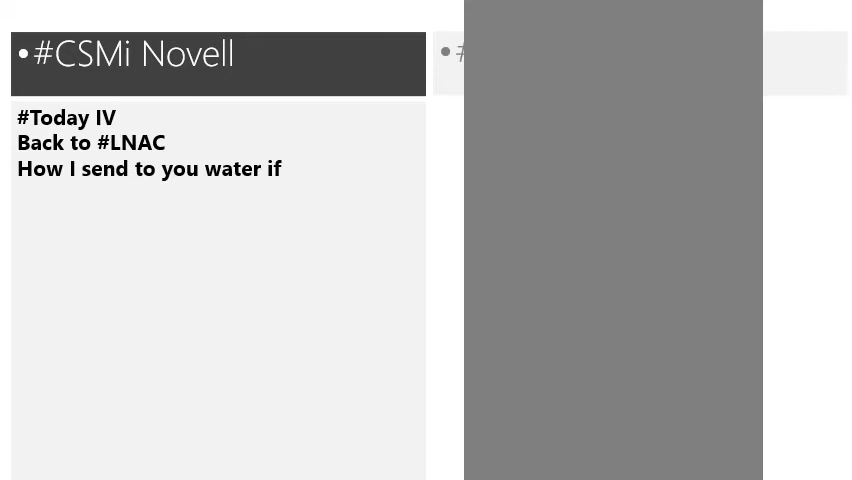 •#CSMi Novell
•#
#Today IV
Back to #LNAC
How I send to you water if